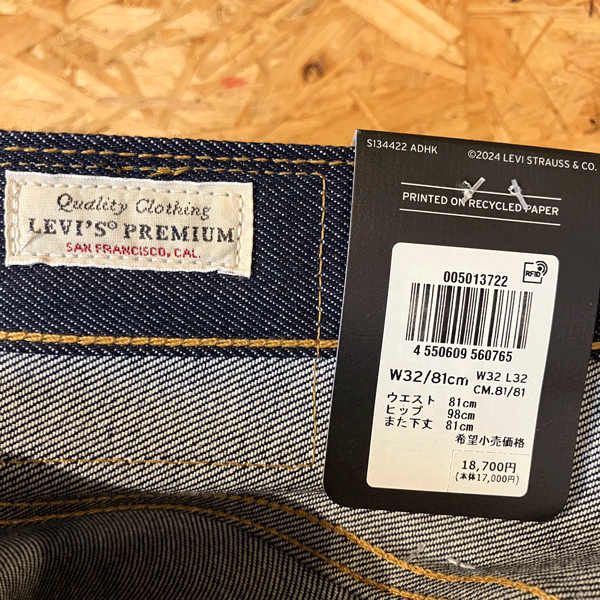 Quality Clothing
LEVI'S® PREMIUM
SAN FRANCISCO, CAL.
S134422 ADHK ©2024 LEVI STRAUSS & CO.
PRINTED ON RECYCLED PAPER
005013722
RFID
4 550609 560765
W32/81cm W32 L32
CM.81/81
ウエスト 81cm
ヒップ 98cm
また下丈 81cm
希望小売価格
18,700円
(本体17,000円)